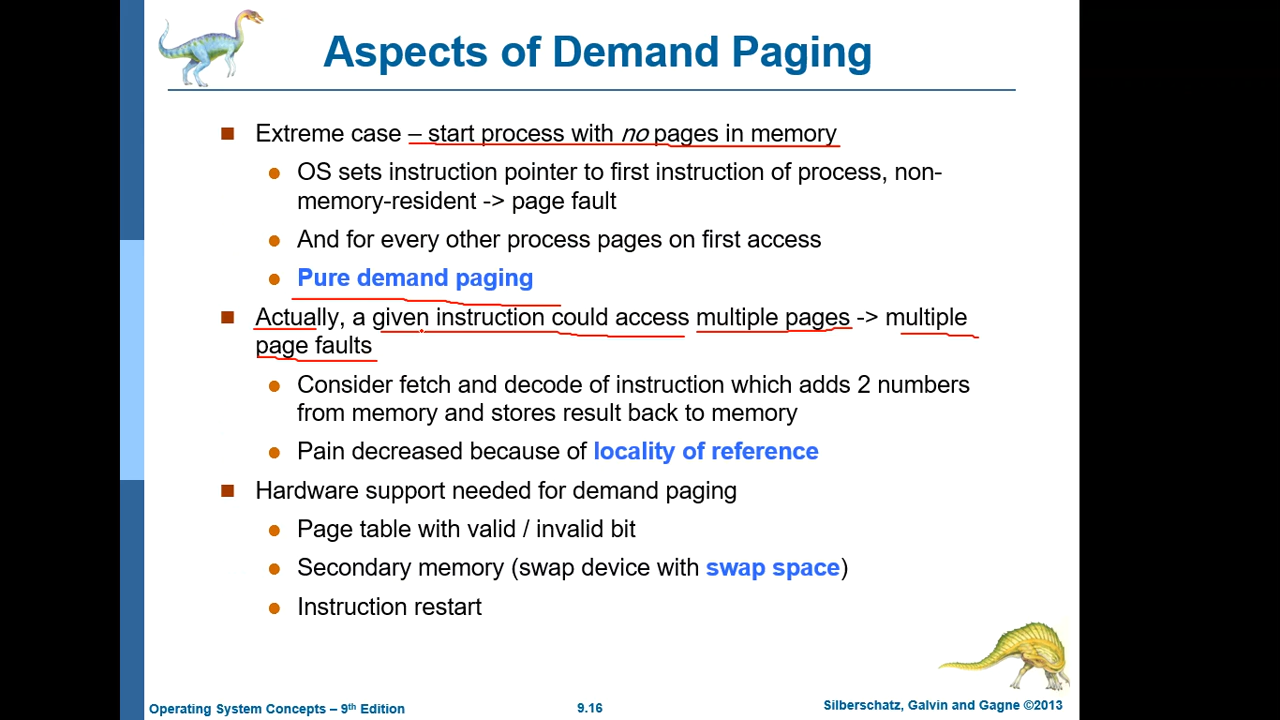 Aspects of Demand Paging
Extreme case – start process with no pages in memory
OS sets instruction pointer to first instruction of process, non-
memory-resident -> page fault
And for every other process pages on first access
Pure demand paging
Actually, a given instruction could access multiple pages -> multiple
page faults
Consider fetch and decode of instruction which adds 2 numbers
from memory and stores result back to memory
Pain decreased because of locality of reference
Hardware support needed for demand paging
Page table with valid / invalid bit
Secondary memory (swap device with swap space)
Instruction restart
Operating System Concepts – 9th Edition
9.16
Silberschatz, Galvin and Gagne ©2013